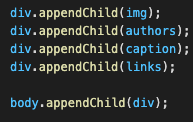 div.appendChild(img);
div.appendChild(authors);
div.appendChild(caption);
div.appendChild(links);
body.appendChild(div);